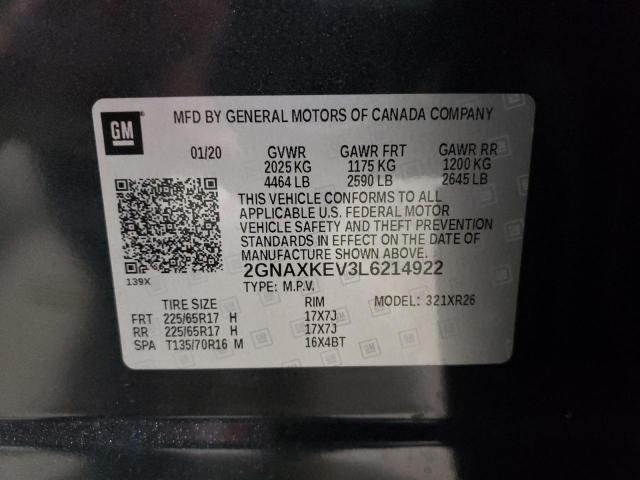 GM
MFD BY GENERAL MOTORS OF CANADA COMPANY
01/20 GVWR GAWR FRT GAWR RR
2025 KG 1175 KG 1200 KG
4464 LB 2590 LB 2645 LB
THIS VEHICLE CONFORMS TO ALL
APPLICABLE U.S. FEDERAL MOTOR
VEHICLE SAFETY AND THEFT PREVENTION
STANDARDS IN EFFECT ON THE DATE OF
MANUFACTURE SHOWN ABOVE.
139X 2GNAXKEV3L6214922
TYPE: M.P.V.
TIRE SIZE RIM MODEL: 321XR26
FRT 225/65R17 H 17X7J
RR 225/65R17 H 17X7J
SPA T135/70R16 M 16X4BT